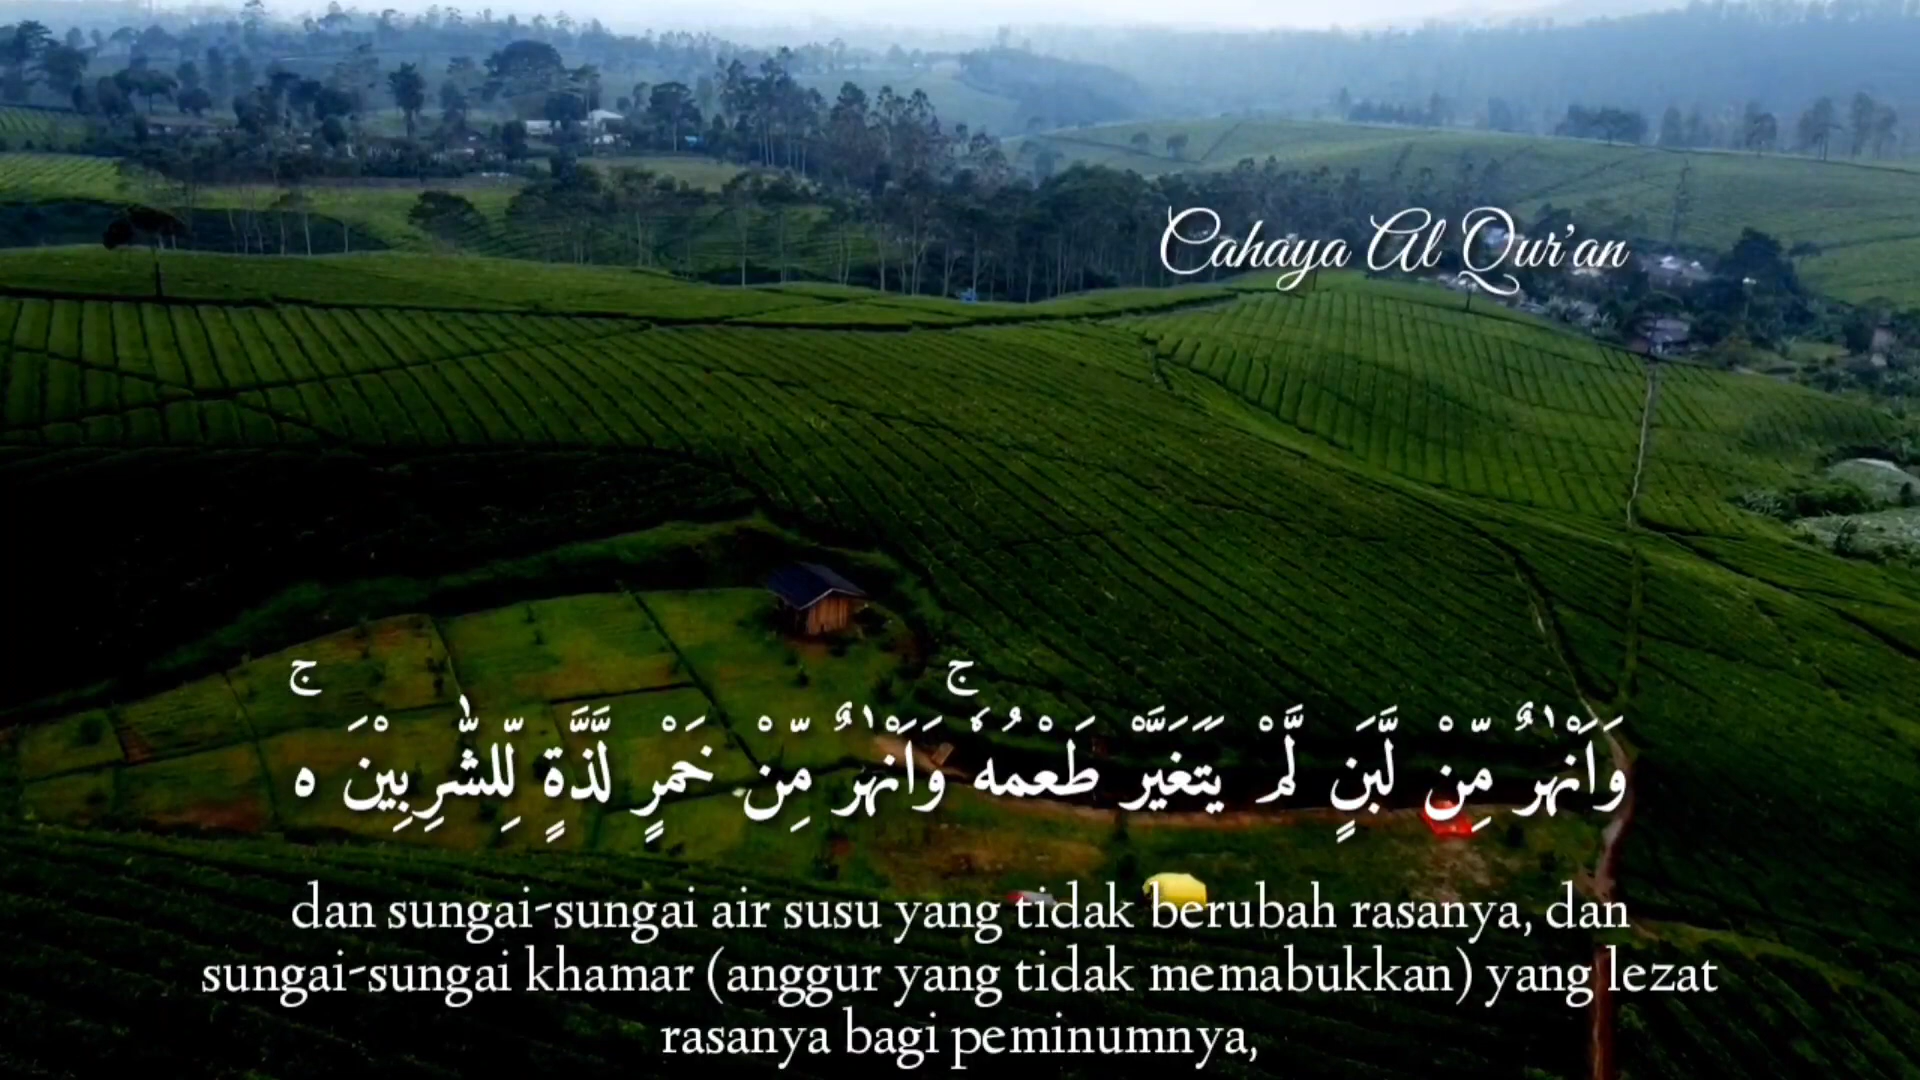 Cahaya Al Qur'an
وَاَنْهٰرٌ مِّنْ لَّبَنٍ لَّمْ يَتَغَيَّرْ طَعْمُهٗ ۚ وَاَنْهٰرٌ مِّنْ خَمْرٍ لَّذَّةٍ لِّلشّٰرِبِيْنَ ەۚ
dan sungai-sungai air susu yang tidak berubah rasanya, dan
sungai-sungai khamar (anggur yang tidak memabukkan) yang lezat
rasanya bagi peminumnya,